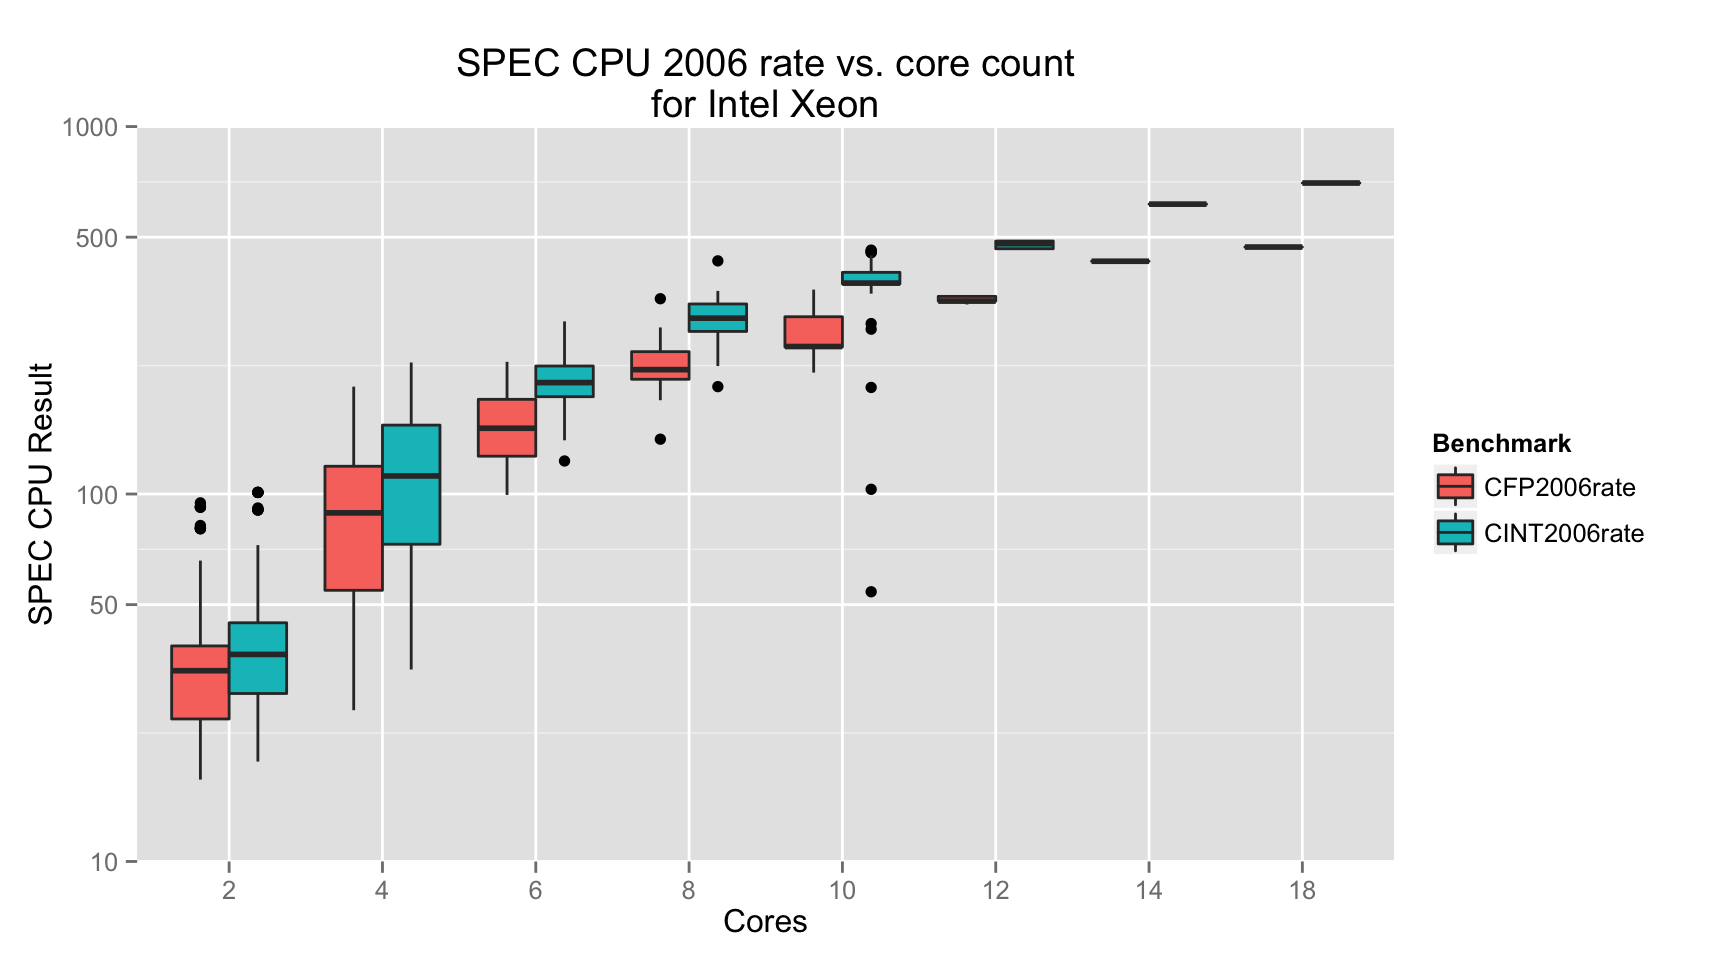 SPEC CPU 2006 rate vs. core count
for Intel Xeon
SPEC CPU Result
1000
500
100
50
10
2 4 6 8 10 12 14 18
Cores
Benchmark
CFP2006rate
CINT2006rate